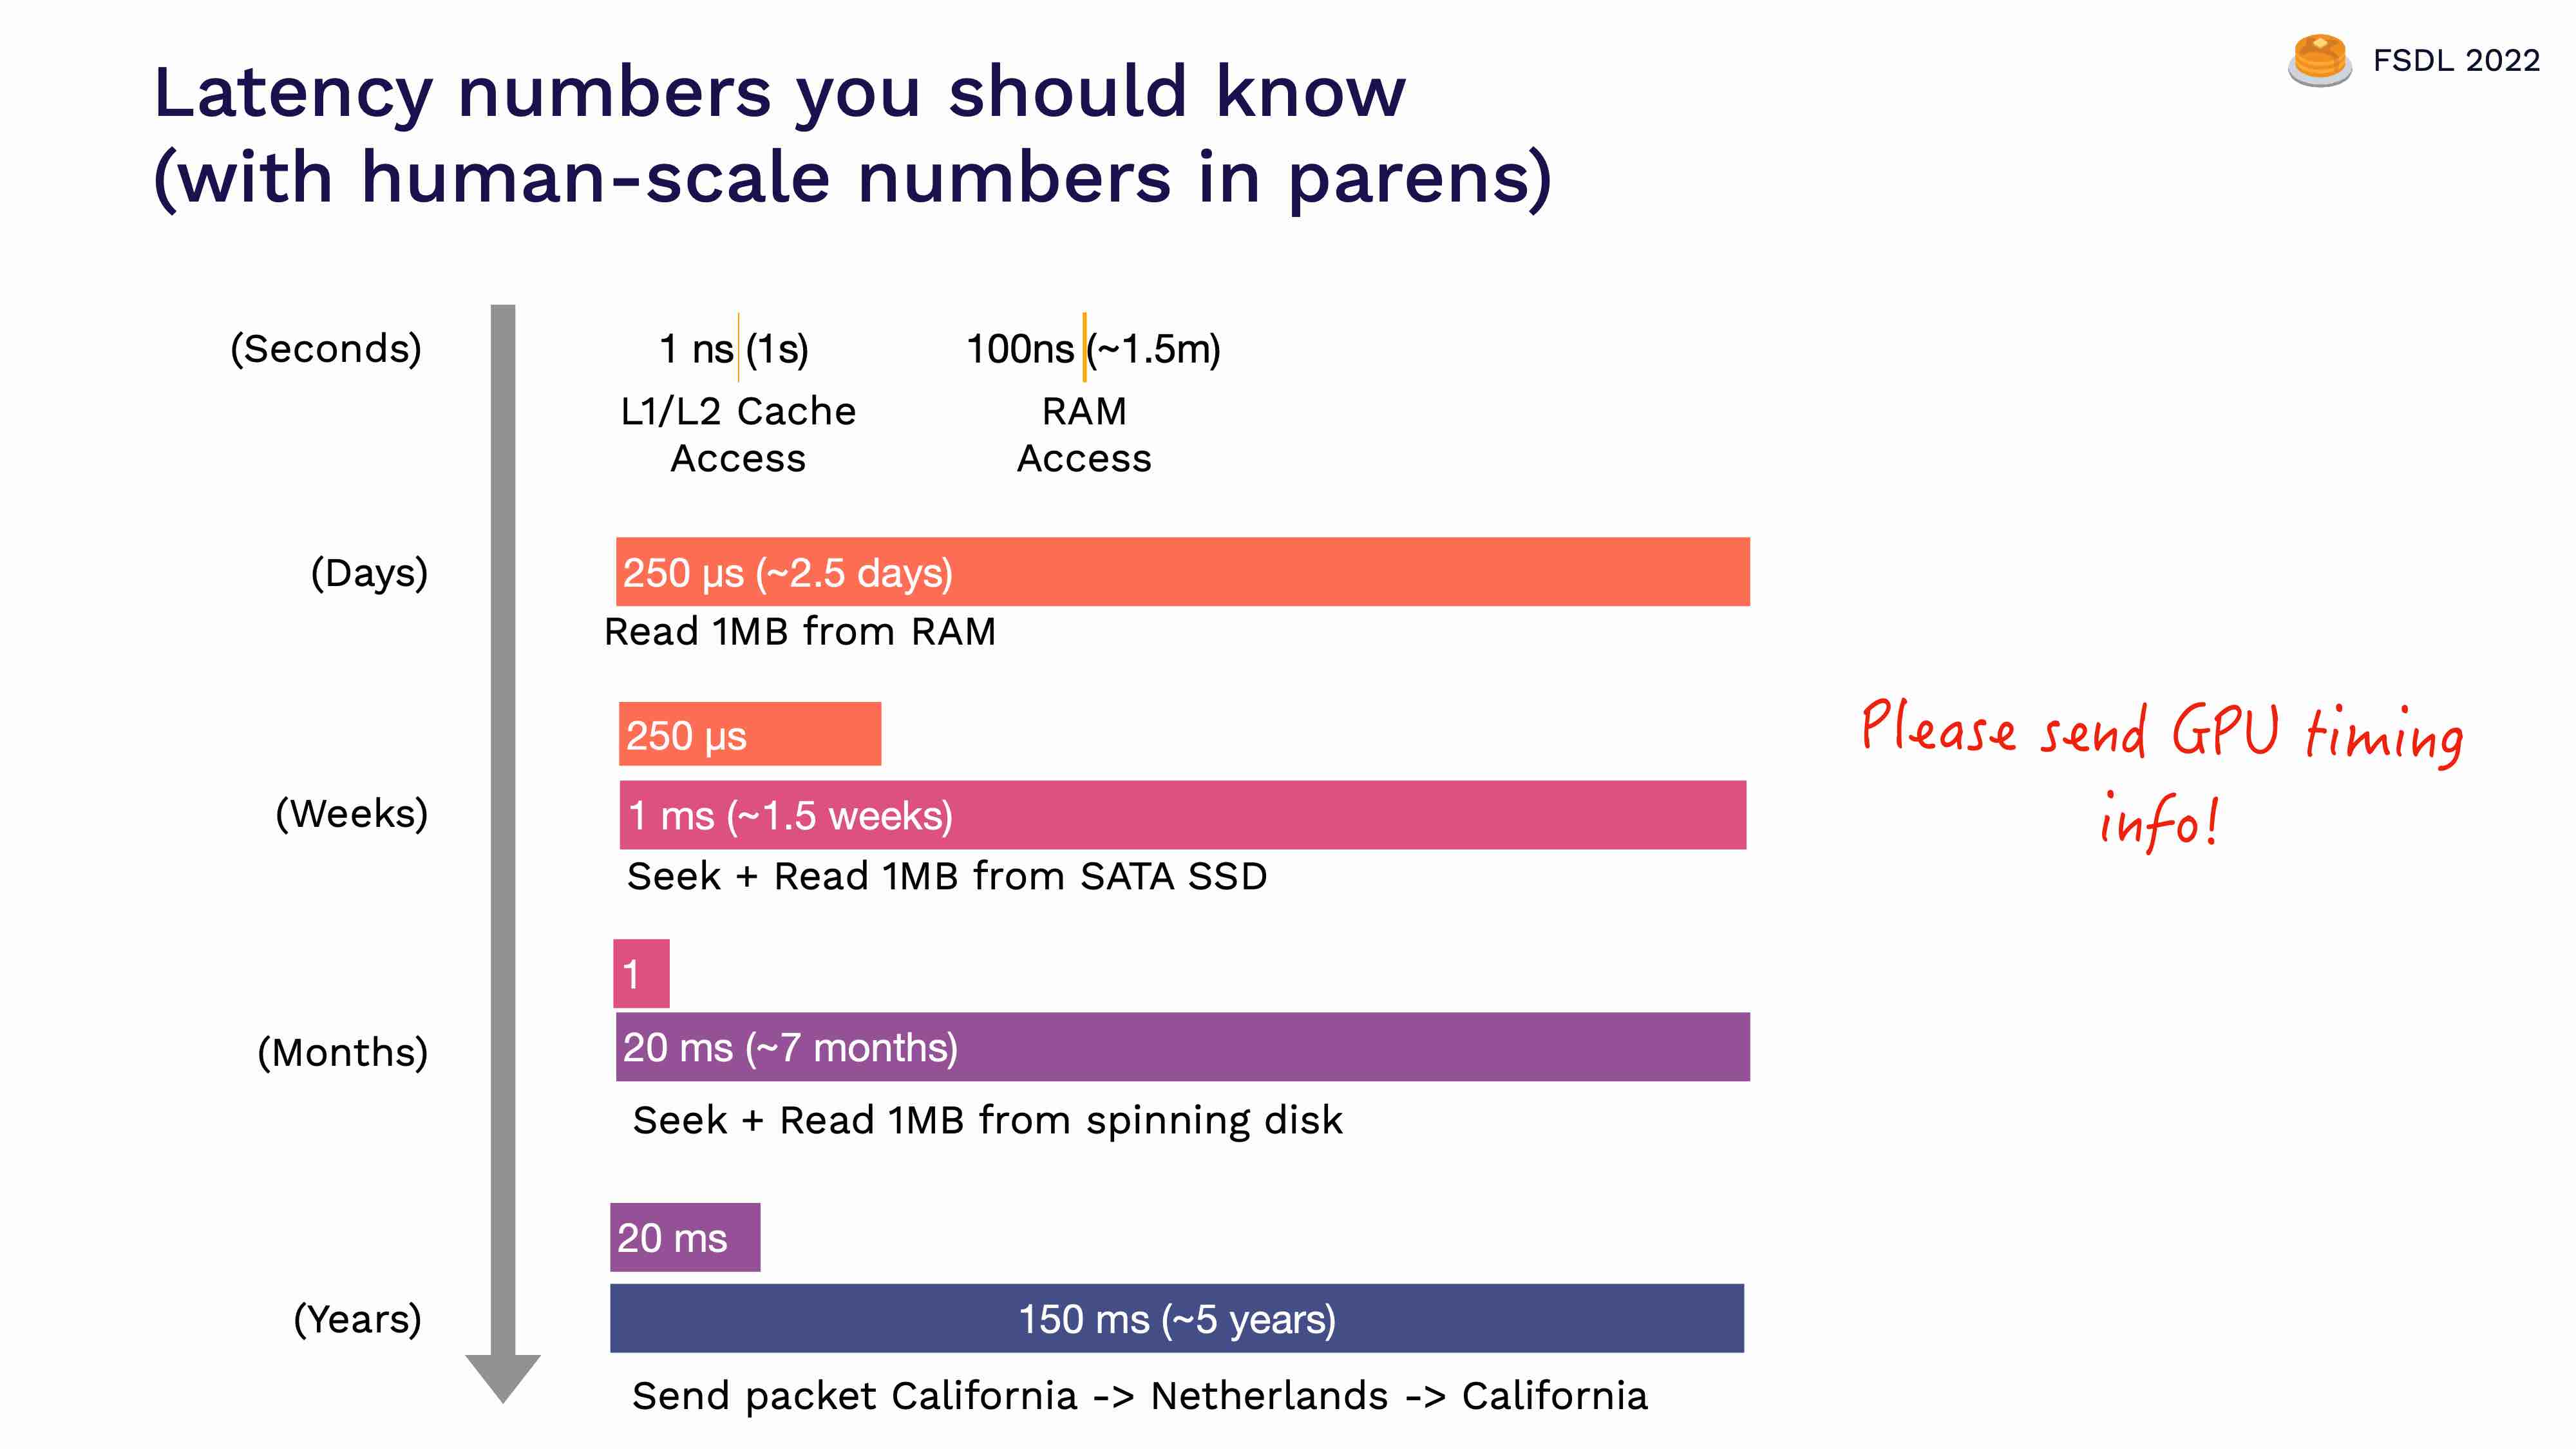 FSDL 2022
Latency numbers you should know
(with human-scale numbers in parens)
(Seconds)
1 ns (1s)
100ns (~1.5m)
L1/L2 Cache
Access
RAM
Access
(Days)
250 µs (~2.5 days)
Read 1MB from RAM
250 µs
(Weeks)
1 ms (~1.5 weeks)
Seek + Read 1MB from SATA SSD
Please send GPU timing
info!
1
(Months)
20 ms (~7 months)
Seek + Read 1MB from spinning disk
20 ms
(Years)
150 ms (~5 years)
Send packet California -> Netherlands -> California